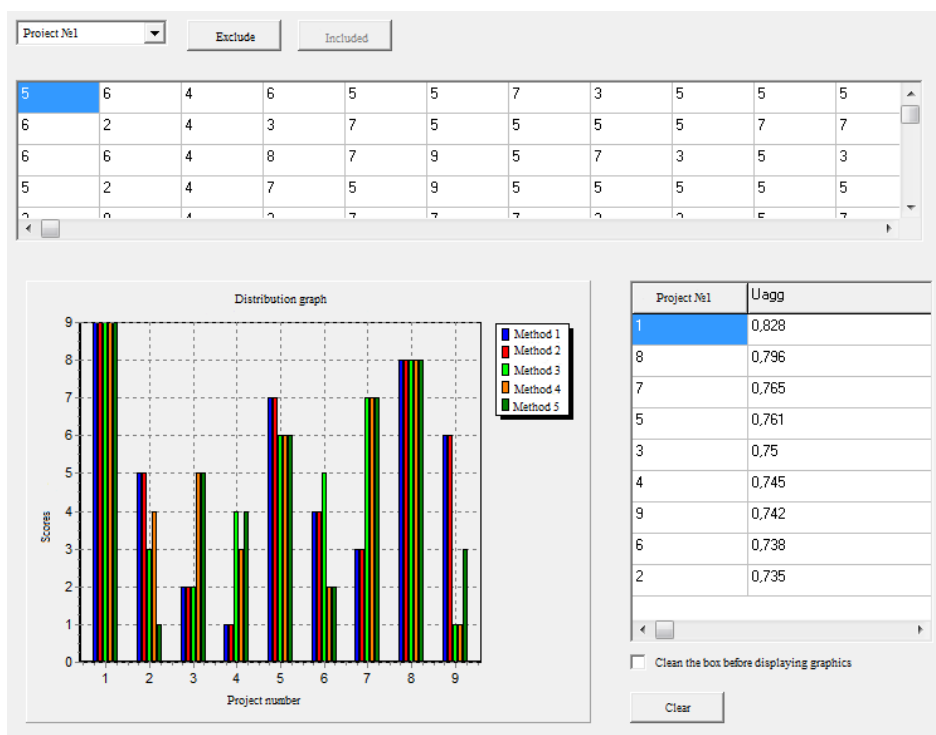 Project №1 Exclude Included
5 6 4 6 5 5 7 3 5 5 5
6 2 4 3 7 5 5 5 5 7 7
6 6 4 8 7 9 5 7 3 5 3
5 2 4 7 5 9 5 5 5 5 5
Distribution graph
9
8
7
6
5
4
3
2
1
0
Scores
1 2 3 4 5 6 7 8 9
Project number
Method 1
Method 2
Method 3
Method 4
Method 5
Project №1 Uagg
1 0,828
8 0,796
7 0,765
5 0,761
3 0,75
4 0,745
9 0,742
6 0,738
2 0,735
Clean the box before displaying graphics
Clear